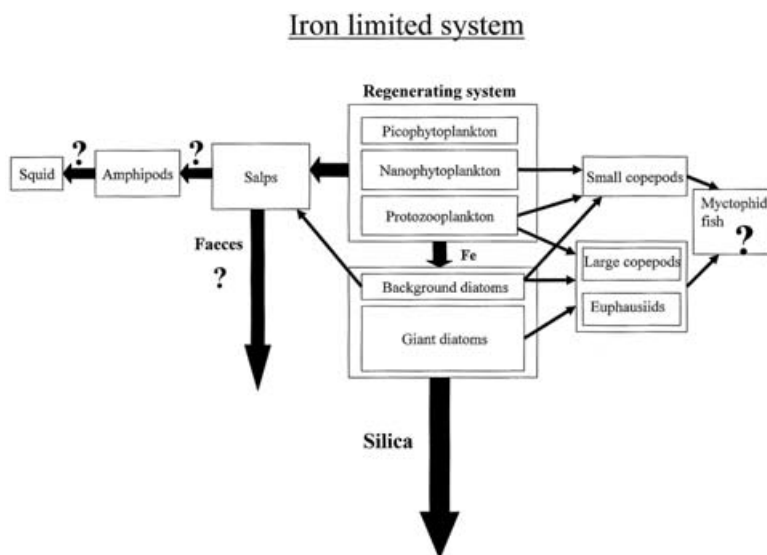 Iron limited system
Regenerating system
Picophytoplankton
Nanophytoplankton
Protozooplankton
Squid
?
Amphipods
?
Salps
Small copepods
Myctophid
fish
?
Faeces
?
Fe
Background diatoms
Giant diatoms
Large copepods
Euphausiids
Silica